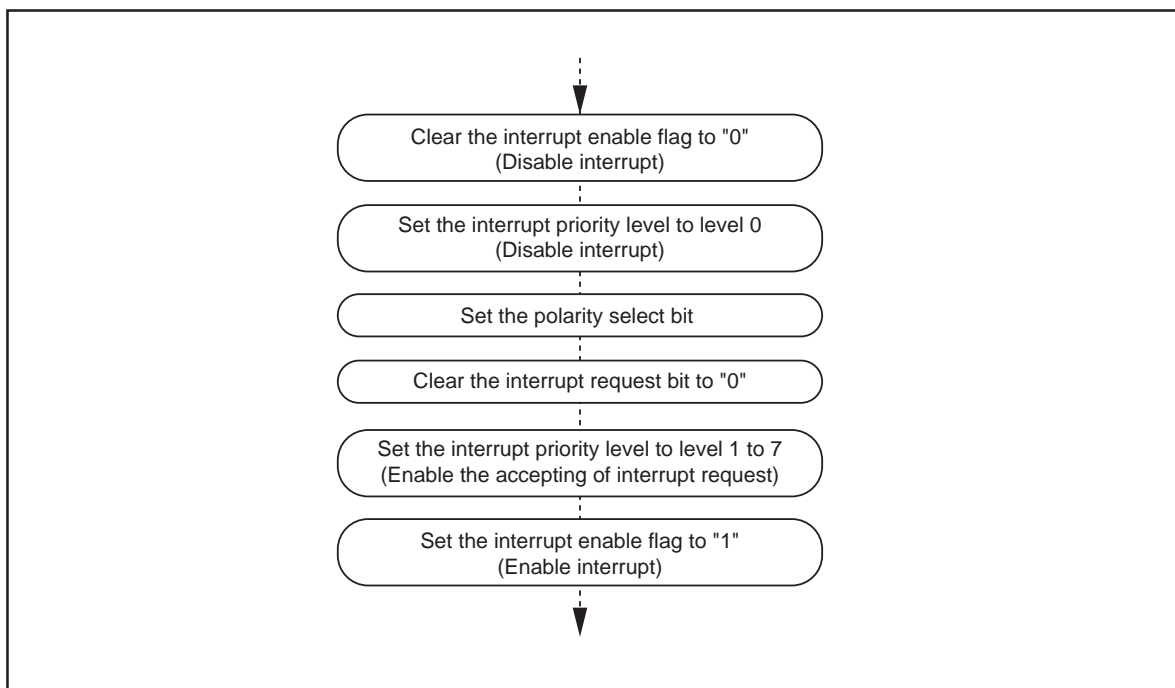 Clear the interrupt enable flag to "0"
(Disable interrupt)
Set the interrupt priority level to level 0
(Disable interrupt)
Set the polarity select bit
Clear the interrupt request bit to "0"
Set the interrupt priority level to level 1 to 7
(Enable the accepting of interrupt request)
Set the interrupt enable flag to "1"
(Enable interrupt)